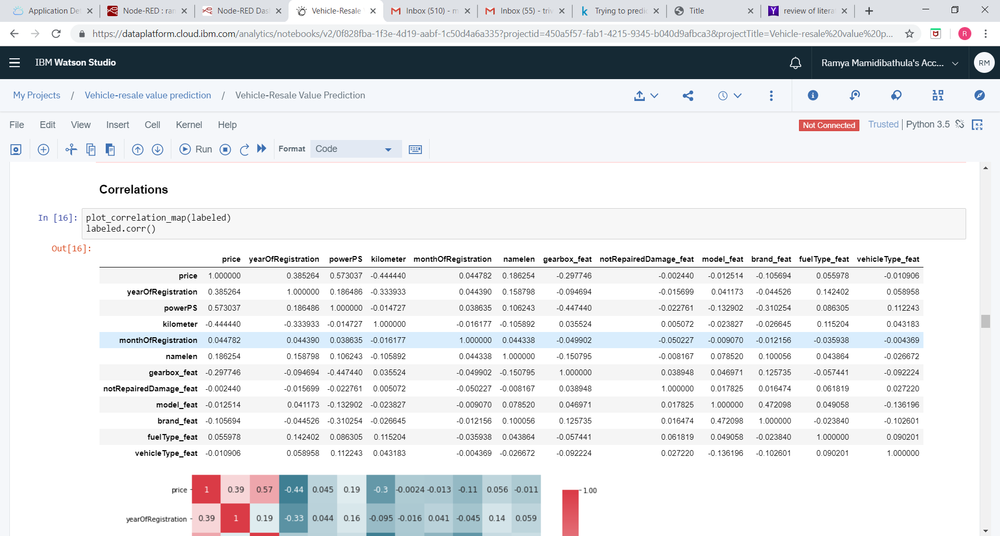 Application Det
Node-RED : ran
Node-RED Das
Vehicle-Resale
Inbox (510) - m
Inbox (55) - triv
k Trying to predic
Title
Y review of litera
https://dataplatform.cloud.ibm.com/analytics/notebooks/v2/0f828fba-1f3e-4d19-aabf-1c50d4a6a335?projectid=450a5f57-fab1-4215-9345-b040d9afbca3&projectTitle=Vehicle-resale%20value%20p... R
IBM Watson Studio Ramya Mamidibathula's Acc... RM
My Projects / Vehicle-resale value prediction / Vehicle-Resale Value Prediction
File Edit View Insert Cell Kernel Help Not Connected Trusted | Python 3.5
Run Format Code
Correlations
In [16]: plot_correlation_map(labeled)
labeled.corr()
Out[16]:
price yearOfRegistration powerPS kilometer monthOfRegistration namelen gearbox_feat notRepairedDamage_feat model_feat brand_feat fuelType_feat vehicleType_feat
price 1.000000 0.385264 0.573037 -0.444440 0.044782 0.186254 -0.297746 -0.002440 -0.012514 -0.105694 0.055978 -0.010906
yearOfRegistration 0.385264 1.000000 0.186486 -0.333933 0.044390 0.158798 -0.094694 -0.015699 0.041173 -0.044526 0.142402 0.058958
powerPS 0.573037 0.186486 1.000000 -0.014727 0.038635 0.106243 -0.447440 -0.022761 -0.132902 -0.310254 0.086305 0.112243
kilometer -0.444440 -0.333933 -0.014727 1.000000 -0.016177 -0.105892 0.035524 0.005072 -0.023827 -0.026645 0.115204 0.043183
monthOfRegistration 0.044782 0.044390 0.038635 -0.016177 1.000000 0.044338 -0.049902 -0.050227 -0.009070 -0.012156 -0.035938 -0.004369
namelen 0.186254 0.158798 0.106243 -0.105892 0.044338 1.000000 -0.150795 -0.008167 0.078520 0.100056 0.043864 -0.026672
gearbox_feat -0.297746 -0.094694 -0.447440 0.035524 -0.049902 -0.150795 1.000000 0.038948 0.046971 0.125735 -0.057441 -0.092224
notRepairedDamage_feat -0.002440 -0.015699 -0.022761 0.005072 -0.050227 -0.008167 0.038948 1.000000 0.017825 0.016474 0.061819 0.027220
model_feat -0.012514 0.041173 -0.132902 -0.023827 -0.009070 0.078520 0.046971 0.017825 1.000000 0.472098 0.049058 -0.136196
brand_feat -0.105694 -0.044526 -0.310254 -0.026645 -0.012156 0.100056 0.125735 0.016474 0.472098 1.000000 -0.023840 -0.102601
fuelType_feat 0.055978 0.142402 0.086305 0.115204 -0.035938 0.043864 -0.057441 0.061819 0.049058 -0.023840 1.000000 0.090201
vehicleType_feat -0.010906 0.058958 0.112243 0.043183 -0.004369 -0.026672 -0.092224 0.027220 -0.136196 -0.102601 0.090201 1.000000
price 1 0.39 0.57 -0.44 0.045 0.19 -0.3 -0.0024 -0.013 -0.11 0.056 -0.011 1.00
yearOfRegistration 0.39 1 0.19 -0.33 0.044 0.16 -0.095 -0.016 0.041 -0.045 0.14 0.059